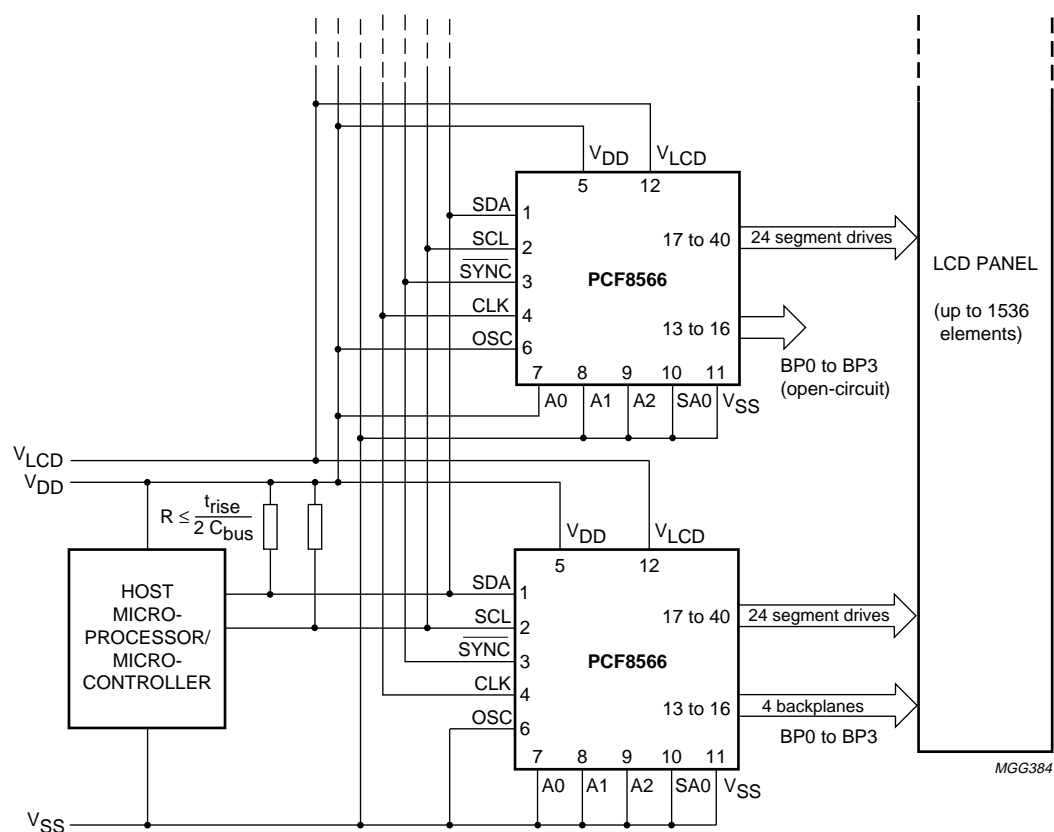 VDD VLCD
5 12
SDA 1
SCL 2
17 to 40 24 segment drives
SYNC 3
PCF8566
CLK 4
13 to 16
OSC 6
BP0 to BP3
(open-circuit)
7 8 9 10 11
A0 A1 A2 SA0 VSS
LCD PANEL
(up to 1536
elements)
VLCD
VDD
R ≤ trise
2 Cbus
HOST
MICRO-
PROCESSOR/
MICRO-
CONTROLLER
VDD VLCD
5 12
SDA 1
SCL 2
17 to 40 24 segment drives
SYNC 3
PCF8566
CLK 4
13 to 16 4 backplanes
OSC 6
BP0 to BP3
7 8 9 10 11
A0 A1 A2 SA0 VSS
MGG384
VSS